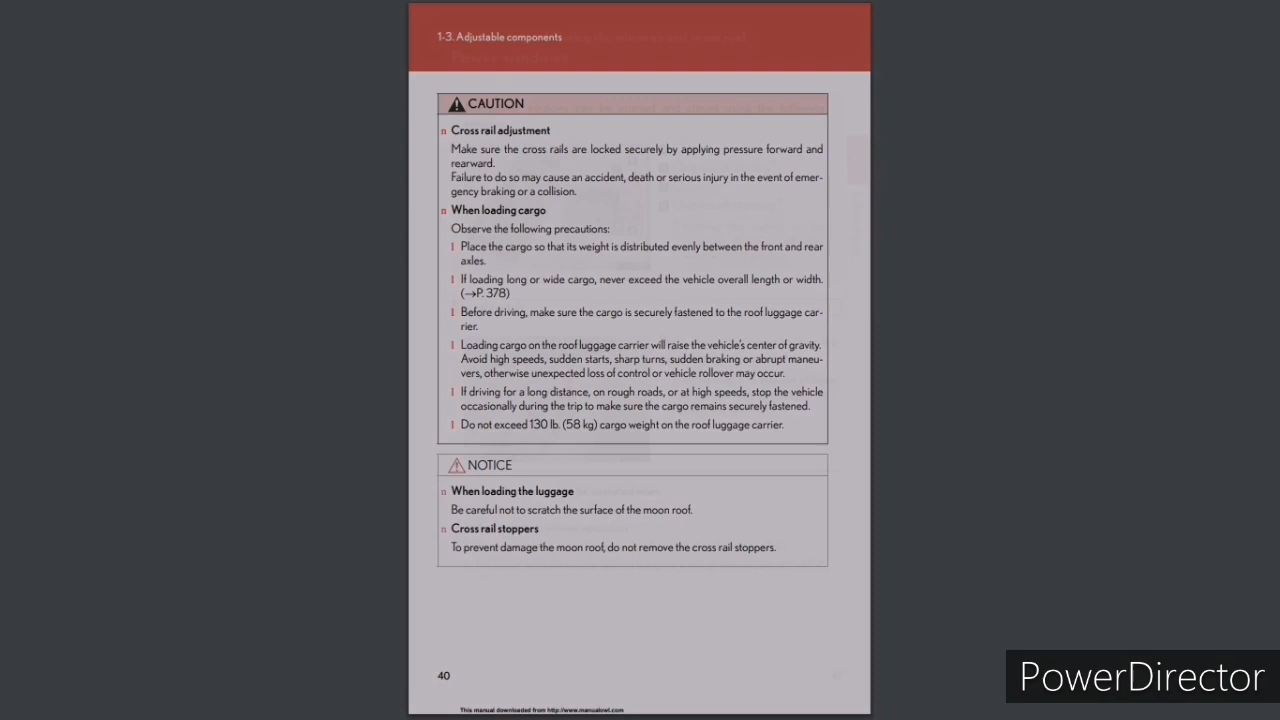 1-3. Adjustable components
CAUTION
n Cross rail adjustment
Make sure the cross rails are locked securely by applying pressure forward and
rearward.
Failure to do so may cause an accident, death or serious injury in the event of emer-
gency braking or a collision.
n When loading cargo
Observe the following precautions:
l Place the cargo so that its weight is distributed evenly between the front and rear
axles.
l If loading long or wide cargo, never exceed the vehicle overall length or width.
(→P. 378)
l Before driving, make sure the cargo is securely fastened to the roof luggage car-
rier.
l Loading cargo on the roof luggage carrier will raise the vehicle's center of gravity.
Avoid high speeds, sudden starts, sharp turns, sudden braking or abrupt maneu-
vers, otherwise unexpected loss of control or vehicle rollover may occur.
l If driving for a long distance, on rough roads, or at high speeds, stop the vehicle
occasionally during the trip to make sure the cargo remains securely fastened.
l Do not exceed 130 lb. (58 kg) cargo weight on the roof luggage carrier.
NOTICE
n When loading the luggage
Be careful not to scratch the surface of the moon roof.
n Cross rail stoppers
To prevent damage the moon roof, do not remove the cross rail stoppers.
40
This manual downloaded from http://www.manualowl.com
PowerDirector